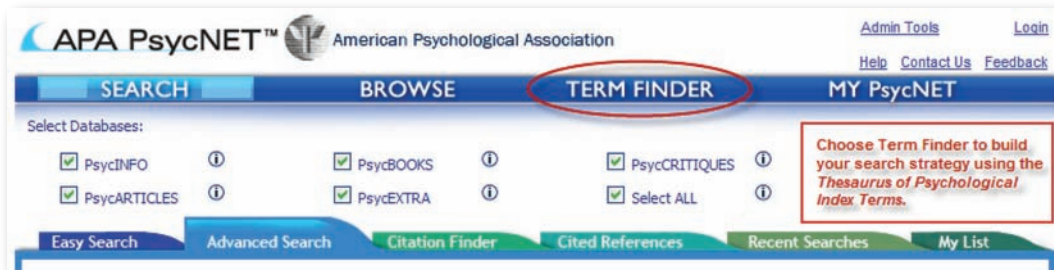 APA PsycNET™ American Psychological Association
Admin Tools Login
Help Contact Us Feedback
SEARCH BROWSE TERM FINDER MY PsycNET
Select Databases:
PsycINFO PsycBOOKS PsycCRITIQUES
PsycARTICLES PsycEXTRA Select ALL
Choose Term Finder to build
your search strategy using the
Thesaurus of Psychological
Index Terms.
Easy Search Advanced Search Citation Finder Cited References Recent Searches My List